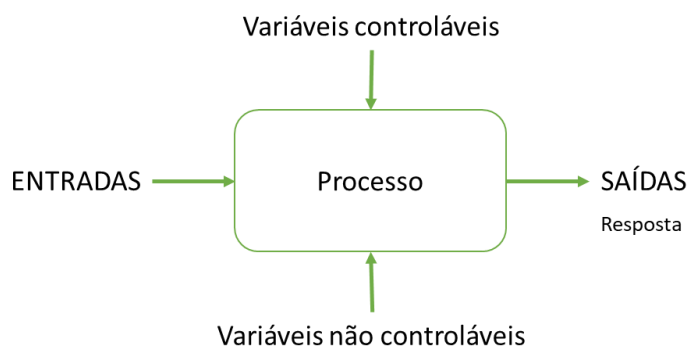 Variáveis controláveis
ENTRADAS
Processo
SAÍDAS
Resposta
Variáveis não controláveis